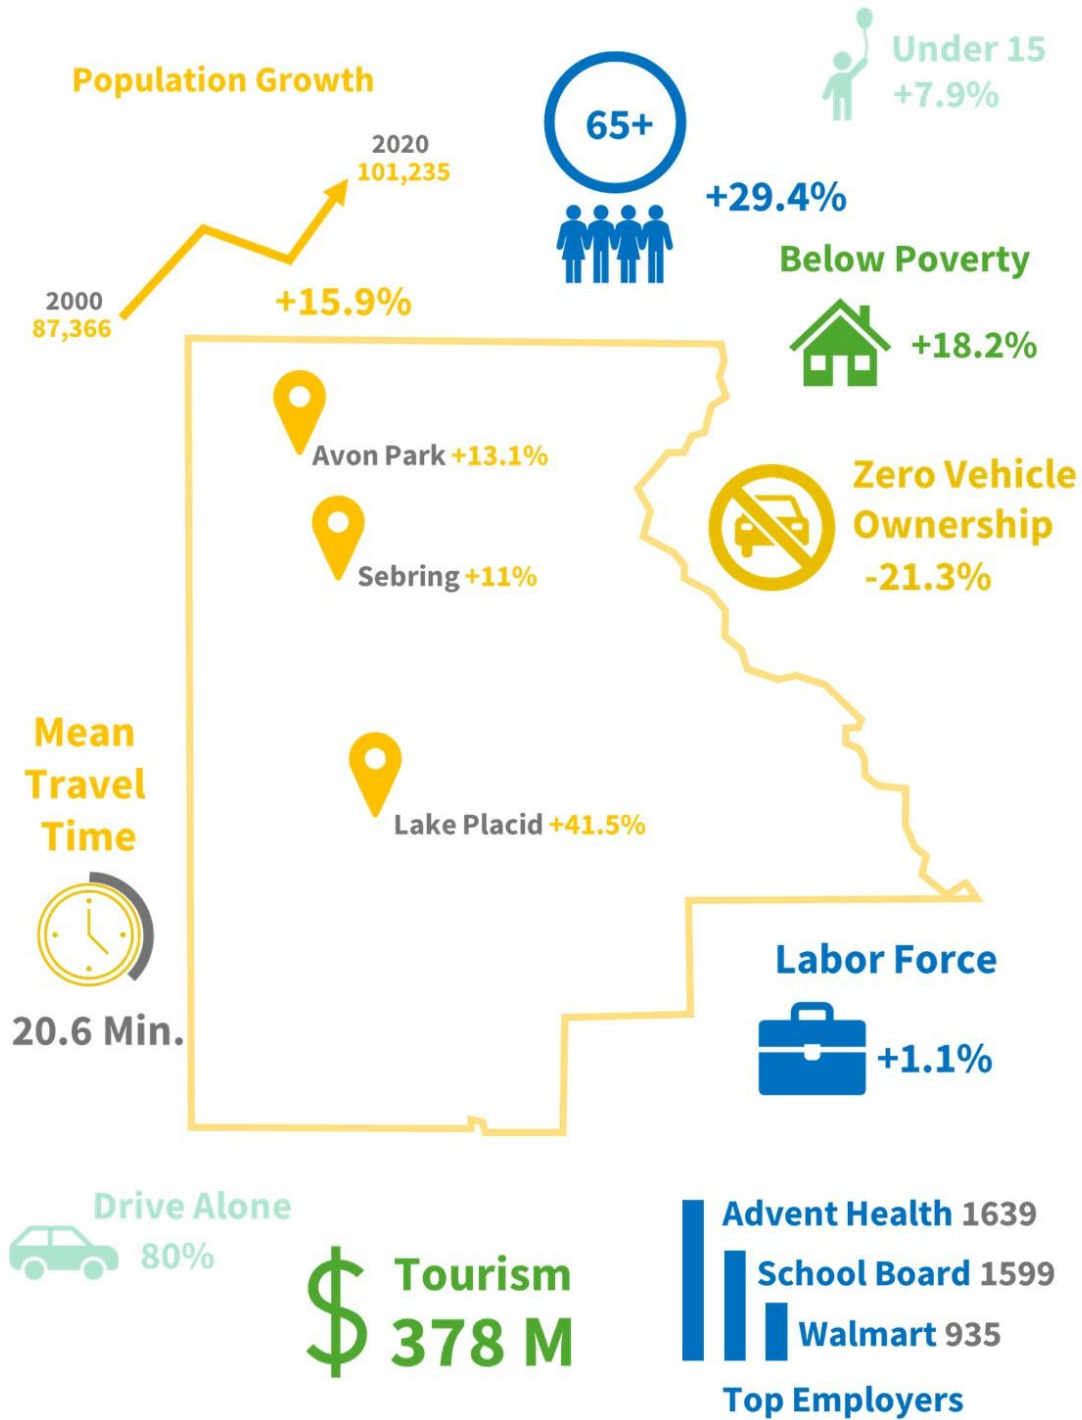 Population Growth
2020
101,235
2000
87,366
+15.9%
65+
+29.4%
Under 15
+7.9%
Below Poverty
+18.2%
Avon Park +13.1%
Sebring +11%
Lake Placid +41.5%
Zero Vehicle
Ownership
-21.3%
Mean
Travel
Time
20.6 Min.
Labor Force
+1.1%
Drive Alone
80%
$
Tourism
378 M
Advent Health 1639
School Board 1599
Walmart 935
Top Employers